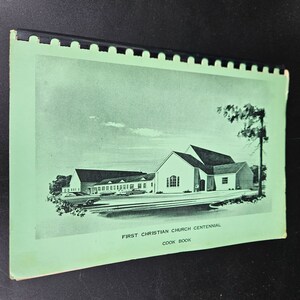 FIRST CHRISTIAN CHURCH CENTENNIAL
COOK BOOK